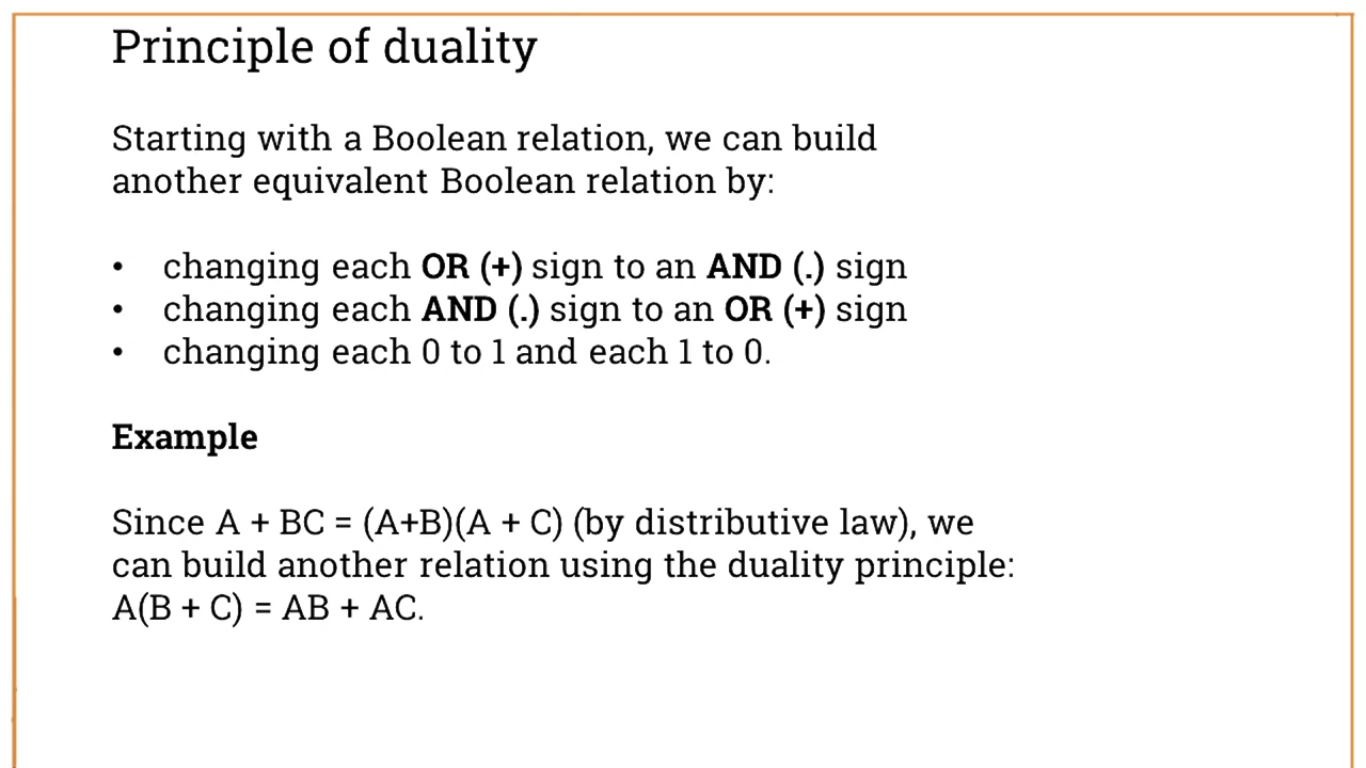 Principle of duality
Starting with a Boolean relation, we can build
another equivalent Boolean relation by:
• changing each OR (+) sign to an AND (.) sign
• changing each AND (.) sign to an OR (+) sign
• changing each 0 to 1 and each 1 to 0.
Example
Since A + BC = (A+B)(A + C) (by distributive law), we
can build another relation using the duality principle:
A(B + C) = AB + AC.